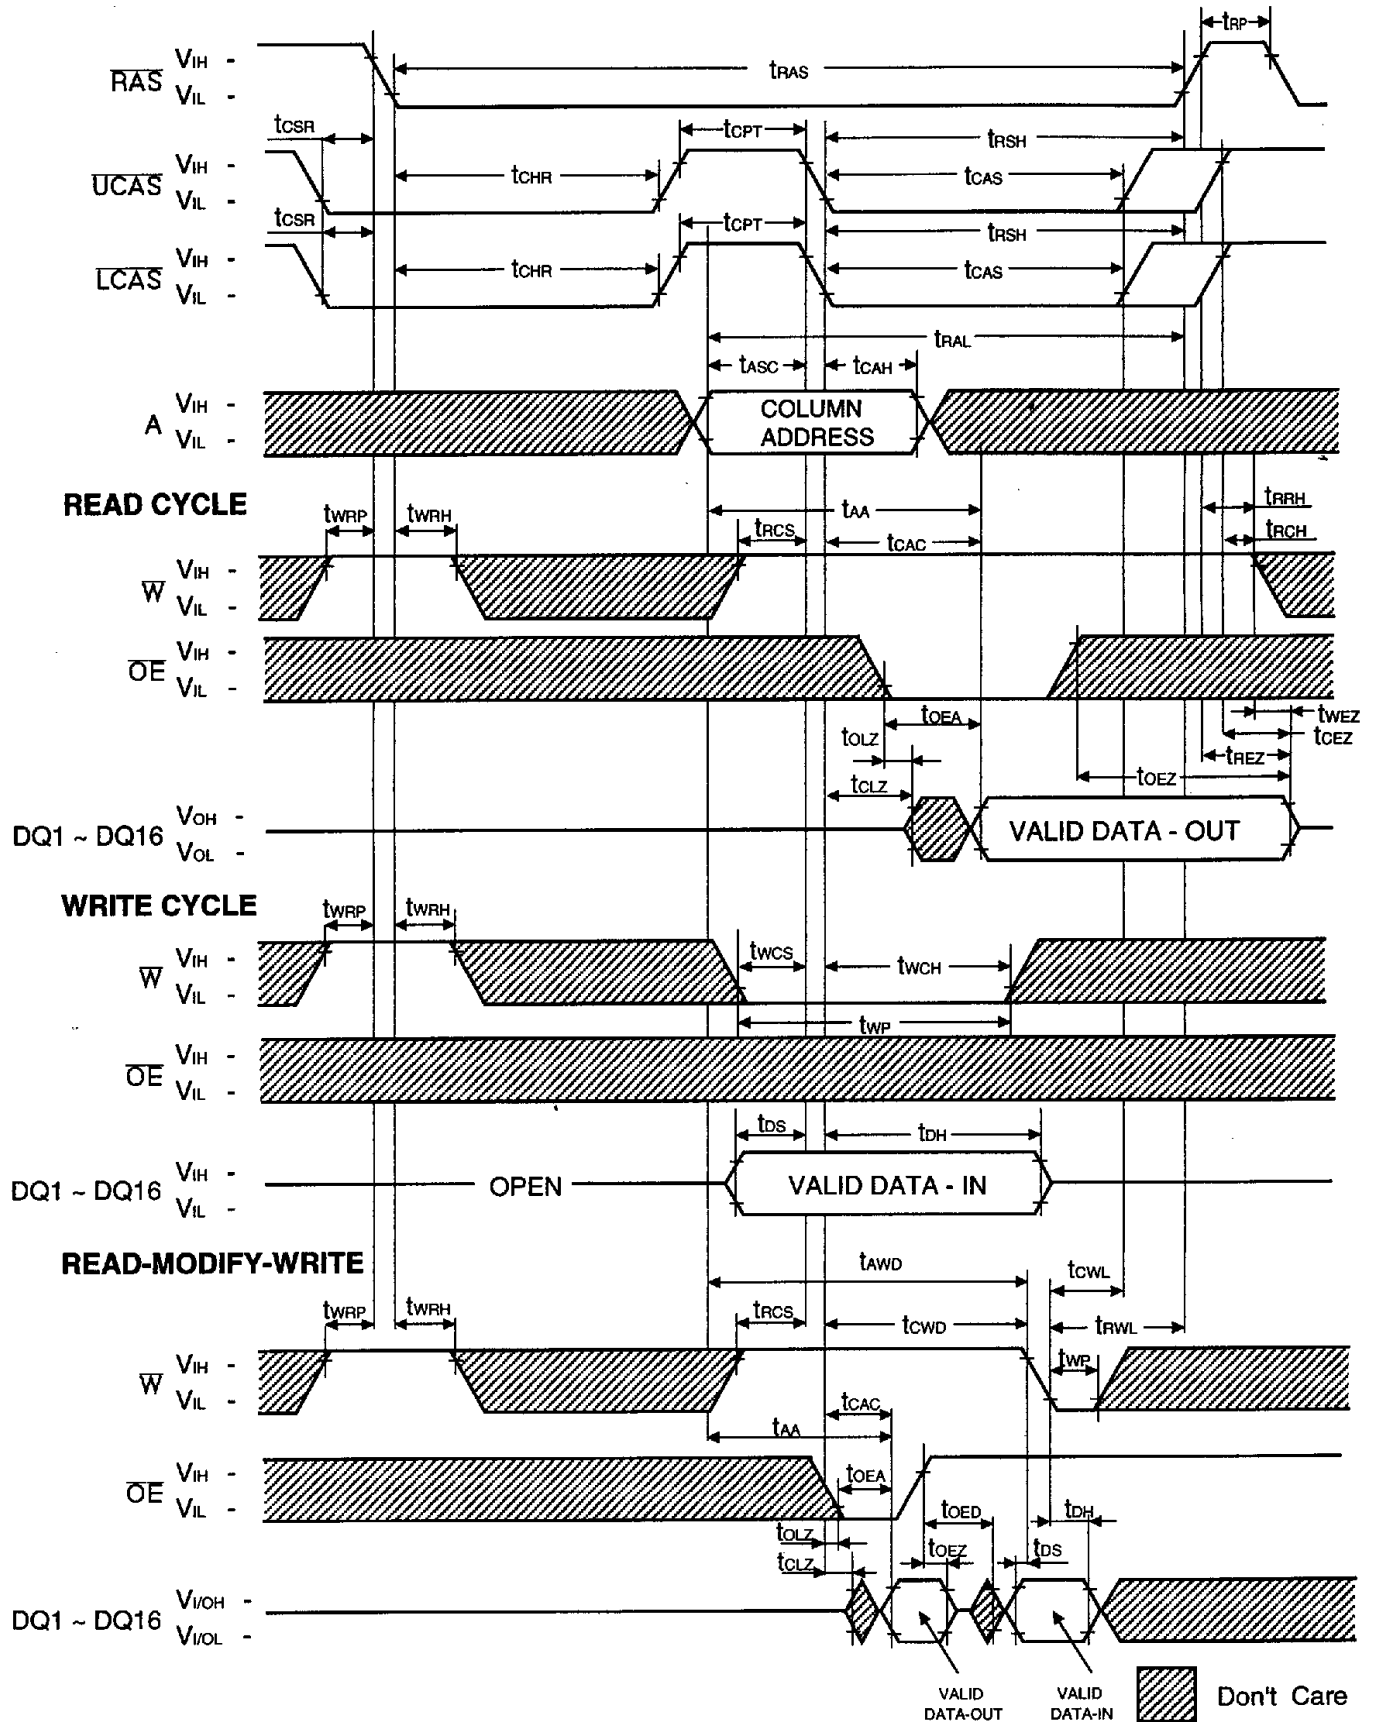 tRP
RAS VIH - tRAS
VIL -
tCSR tCPT tRSH
UCAS VIH - tCHR tCAS
VIL -
tCSR tCPT tRSH
LCAS VIH - tCHR tCAS
VIL -
tRAL
tASC tCAH
A VIH - COLUMN
VIL - ADDRESS
READ CYCLE
tRRH
tWRP tWRH tAA
tRCS tCAC tRCH
W VIH -
VIL -
OE VIH -
VIL -
tOEA tWEZ
tOLZ tCEZ
tREZ
tCLZ tOEZ
DQ1 ~ DQ16 VOH - VALID DATA - OUT
VOL -
WRITE CYCLE
tWRP tWRH
W VIH - tWCS tWCH
VIL -
tWP
OE VIH -
VIL -
tDS tDH
DQ1 ~ DQ16 VIH - OPEN VALID DATA - IN
VIL -
READ-MODIFY-WRITE
tAWD tCWL
tWRP tWRH tRCS tCWD tRWL
W VIH - tWP
VIL -
tCAC
tAA
OE VIH - tOEA
VIL -
tOED tDH
tOLZ tOEZ tDS
tCLZ
DQ1 ~ DQ16 VI/OH -
VI/OL -
VALID
DATA-OUT
VALID
DATA-IN
Don't Care